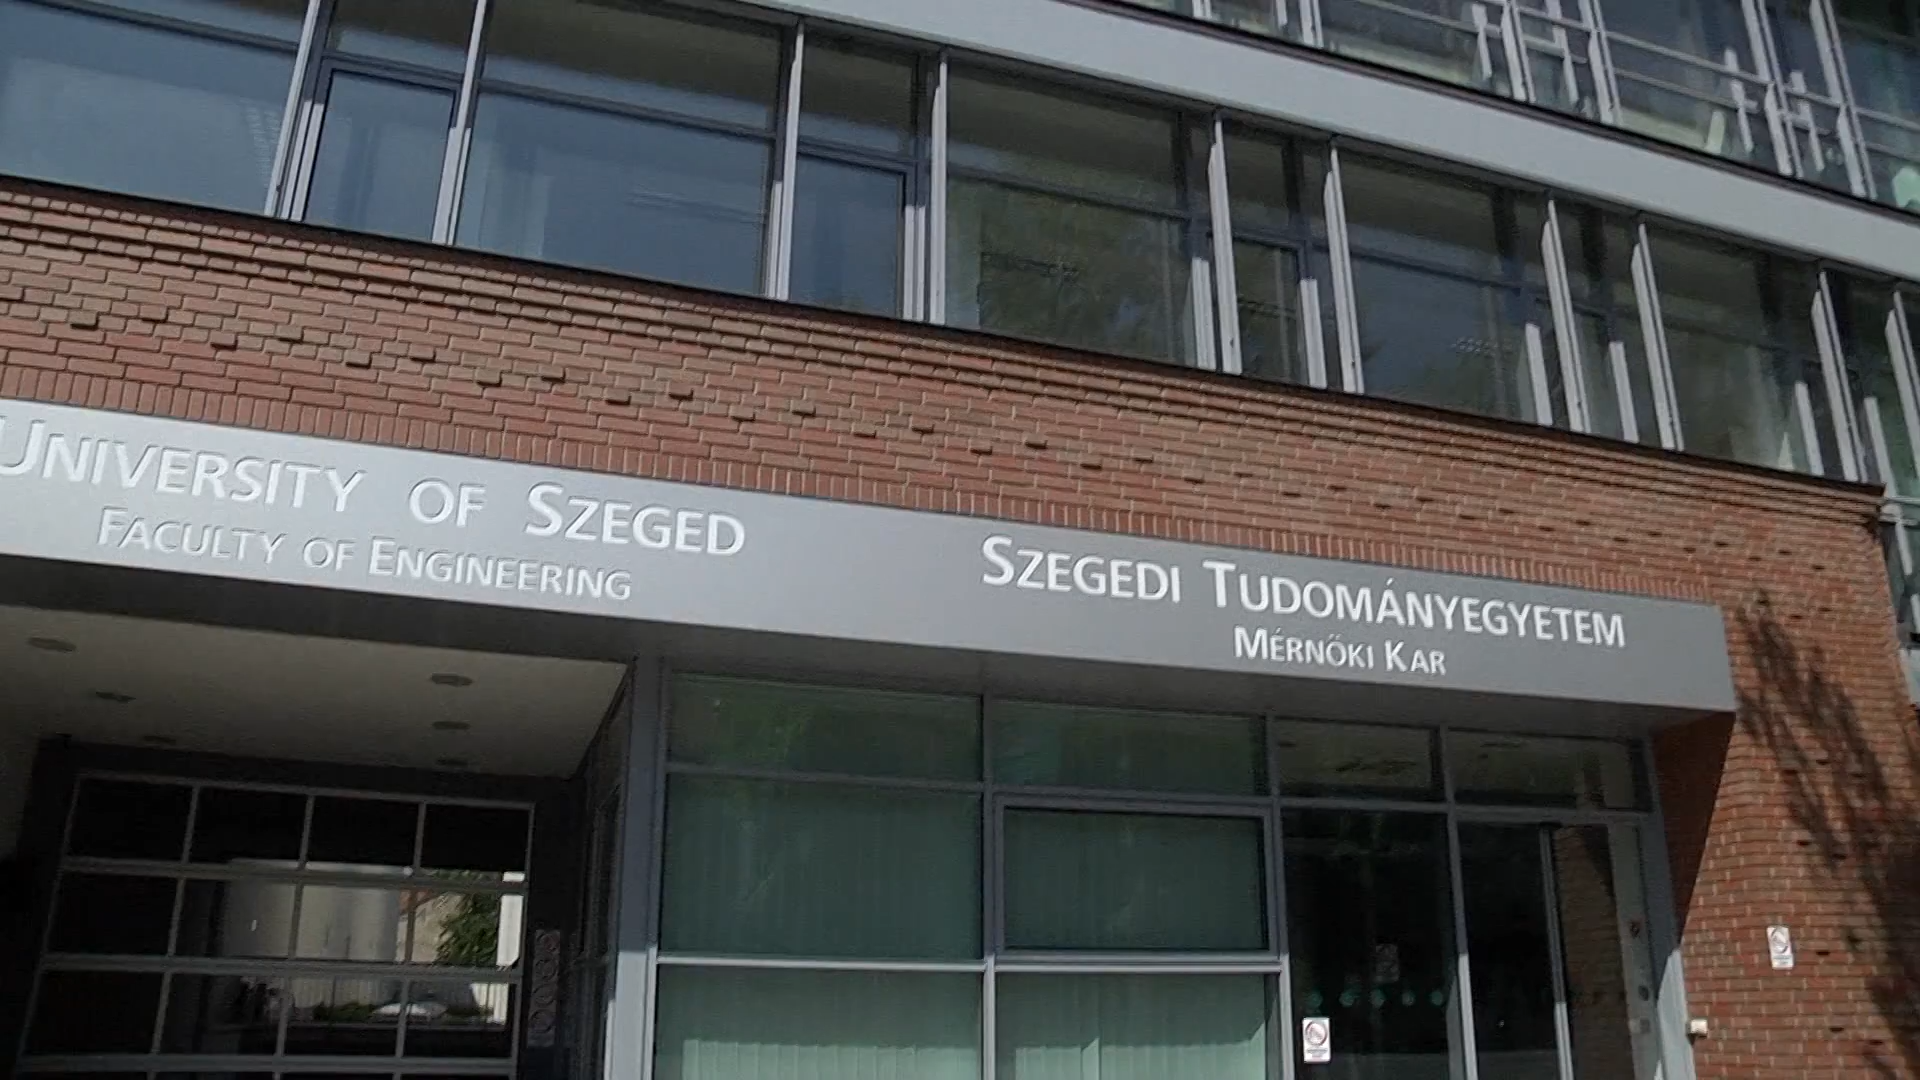 UNIVERSITY OF SZEGED
FACULTY OF ENGINEERING
SZEGEDI TUDOMÁNYEGYETEM
MÉRNÖKI KAR